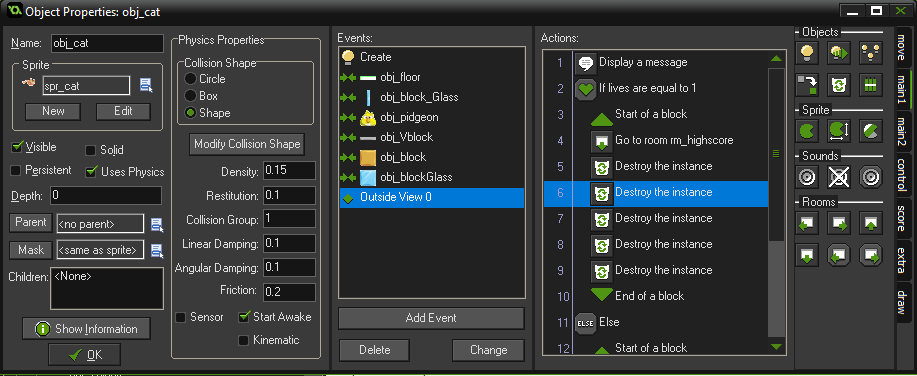 Object Properties: obj_cat
Name: obj_cat
Sprite
spr_cat
New Edit
Visible Solid
Persistent Uses Physics
Depth: 0
Parent <no parent>
Mask <same as sprite>
Children: <None>
Show Information
OK
Physics Properties
Collision Shape
Circle
Box
Shape
Modify Collision Shape
Density: 0.15
Restitution: 0.1
Collision Group: 1
Linear Damping: 0.1
Angular Damping: 0.1
Friction: 0.2
Sensor Start Awake
Kinematic
Events:
Create
obj_floor
obj_block_Glass
obj_pidgeon
obj_Vblock
obj_block
obj_blockGlass
Outside View 0
Add Event
Delete Change
Actions:
1 Display a message
2 If lives are equal to 1
3 Start of a block
4 Go to room rm_highscore
5 Destroy the instance
6 Destroy the instance
7 Destroy the instance
8 Destroy the instance
9 Destroy the instance
10 End of a block
11 ELSE Else
12 Start of a block
Objects
Sprite
Sounds
Rooms
move
main1
main2
control
score
extra
draw